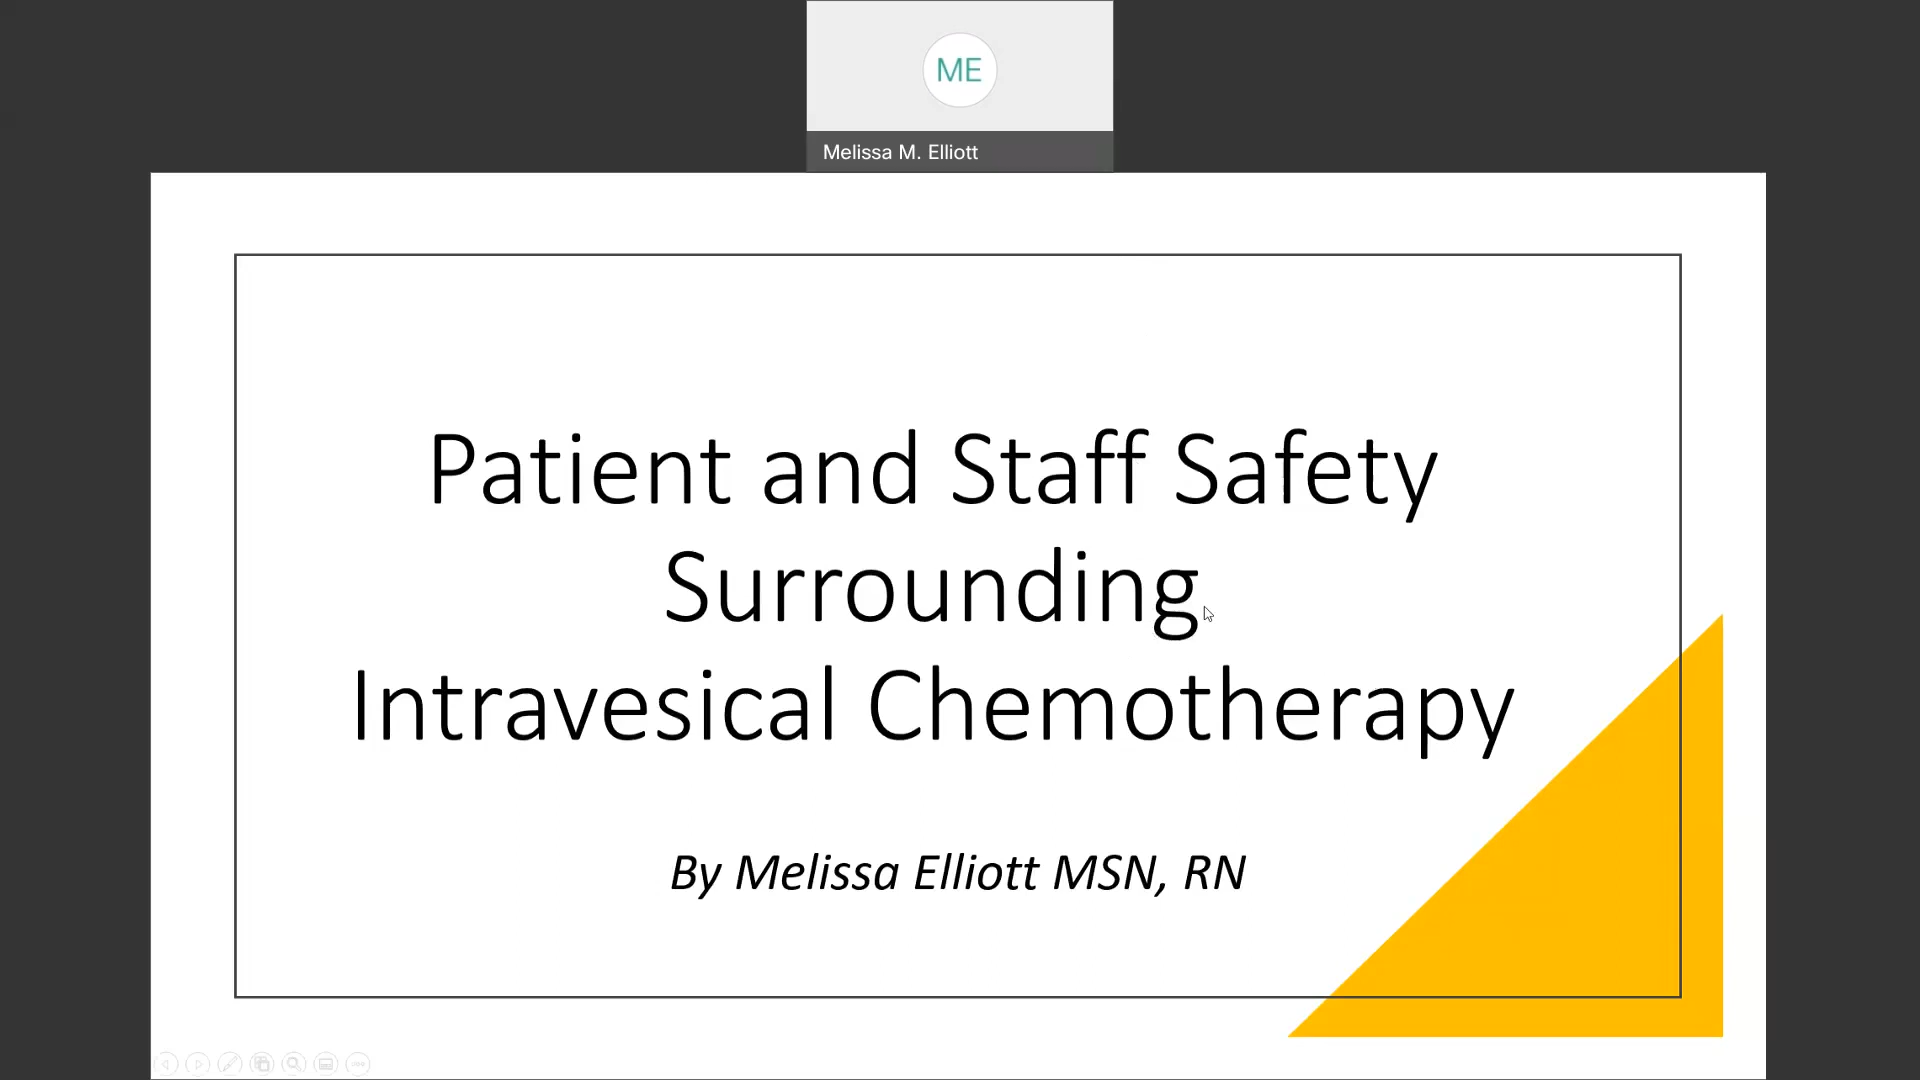 ME
Melissa M. Elliott
Patient and Staff Safety
Surrounding
Intravesical Chemotherapy
By Melissa Elliott MSN, RN